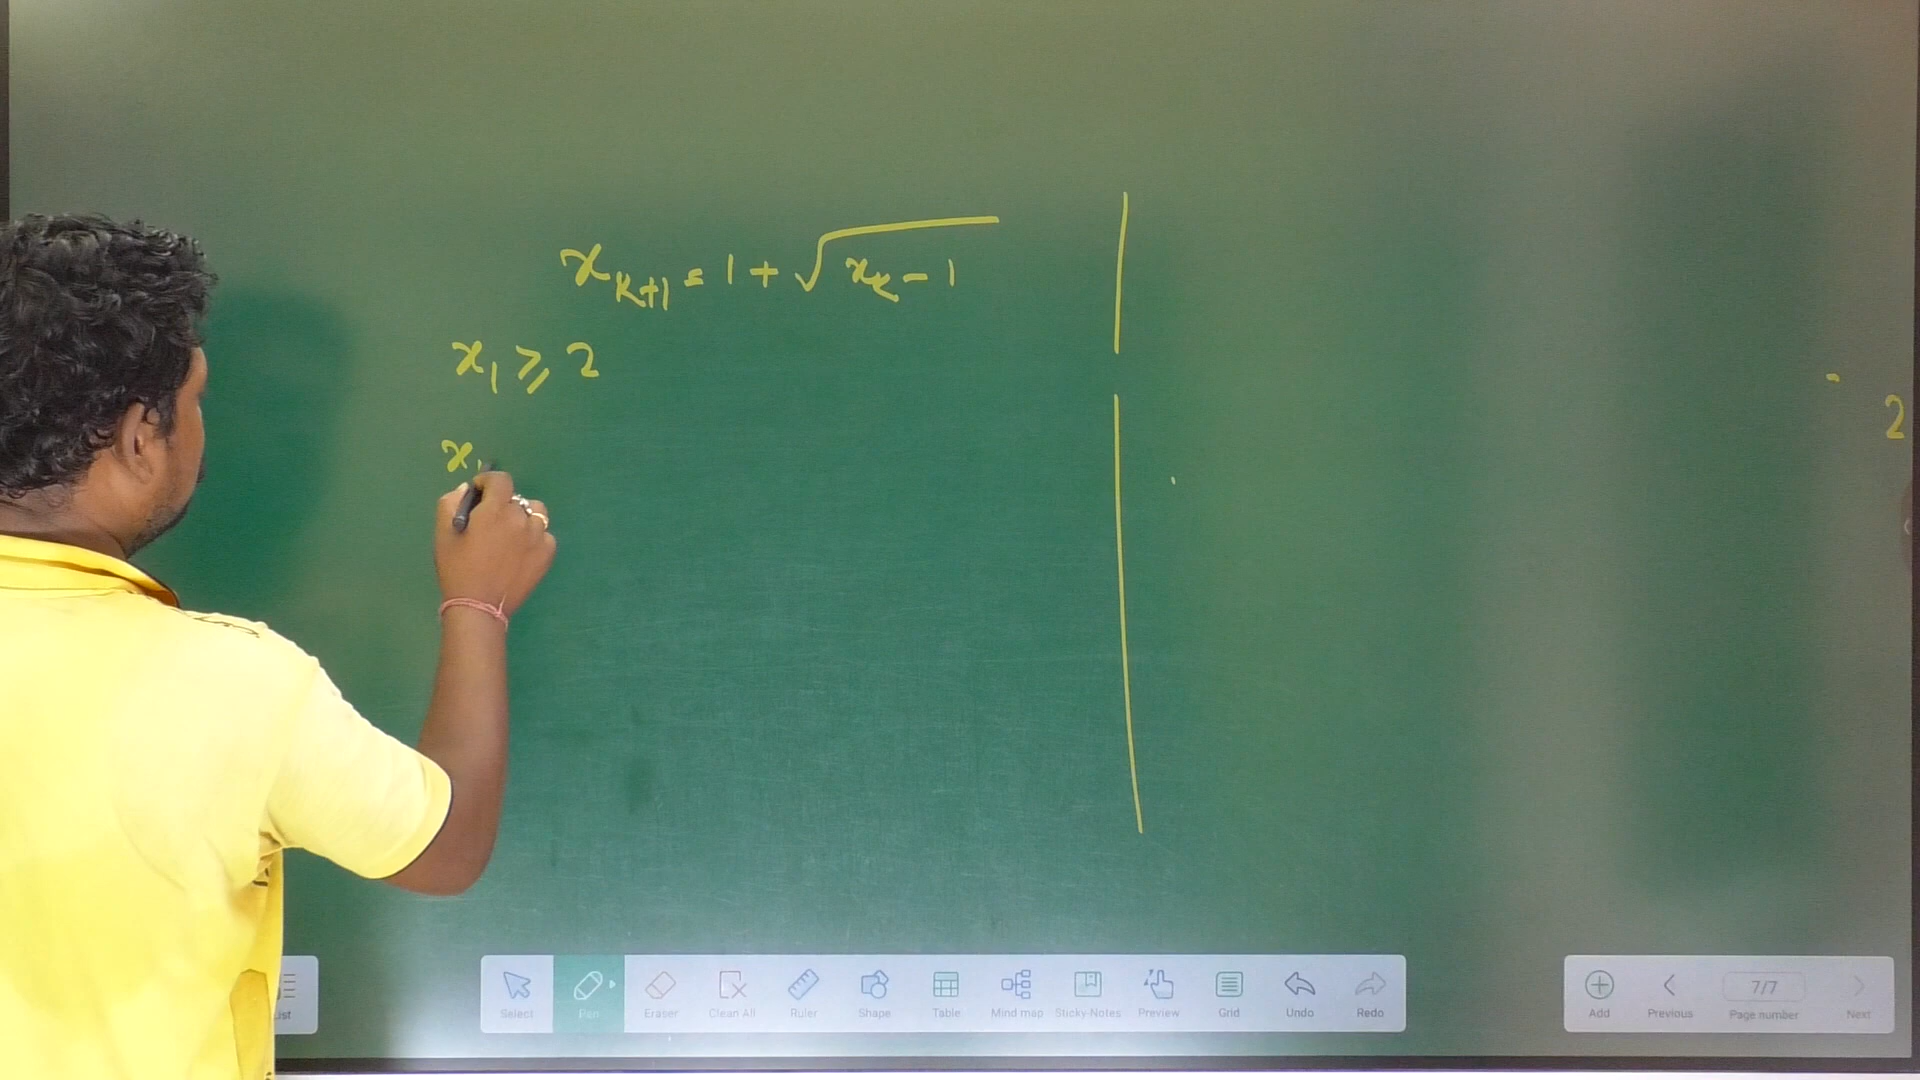 x_{k+1} = 1 + √(x_k - 1)
x_1 ≥ 2
x
2
List
Select Pen Eraser Clean All Ruler Shape Table Mind map Sticky-Notes Preview Grid Undo Redo
Add Previous 7/7 Page number Next